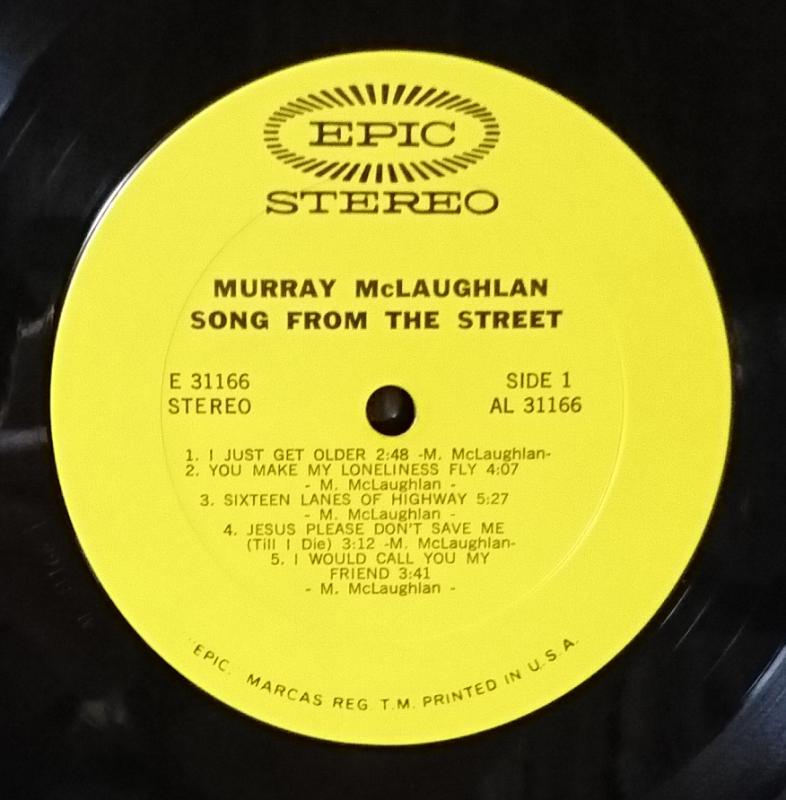 EPIC
STEREO
MURRAY McLAUGHLAN
SONG FROM THE STREET
E 31166
STEREO
SIDE 1
AL 31166
1. I JUST GET OLDER 2:48 -M. McLaughlan-
2. YOU MAKE MY LONELINESS FLY 4:07
- M. McLaughlan -
3. SIXTEEN LANES OF HIGHWAY 5:27
- M. McLaughlan -
4. JESUS PLEASE DON'T SAVE ME
(Till I Die) 3:12 -M. McLaughlan-
5. I WOULD CALL YOU MY
FRIEND 3:41
- M. McLaughlan -
"EPIC," MARCAS REG. T.M. PRINTED IN U.S.A.